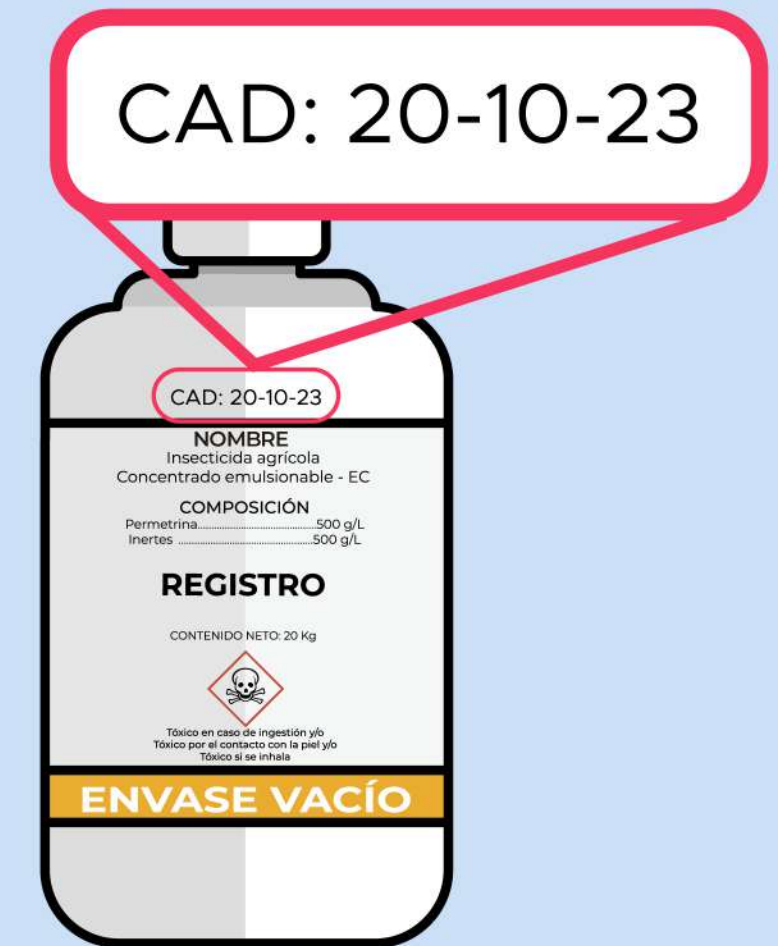 CAD: 20-10-23
CAD: 20-10-23
NOMBRE
Insecticida agrícola
Concentrado emulsionable - EC
COMPOSICIÓN
Permetrina.......................................500 g/L
Inertes .............................................500 g/L
REGISTRO
CONTENIDO NETO: 20 Kg
Tóxico en caso de ingestión y/o
Tóxico por el contacto con la piel y/o
Tóxico si se inhala
ENVASE VACÍO